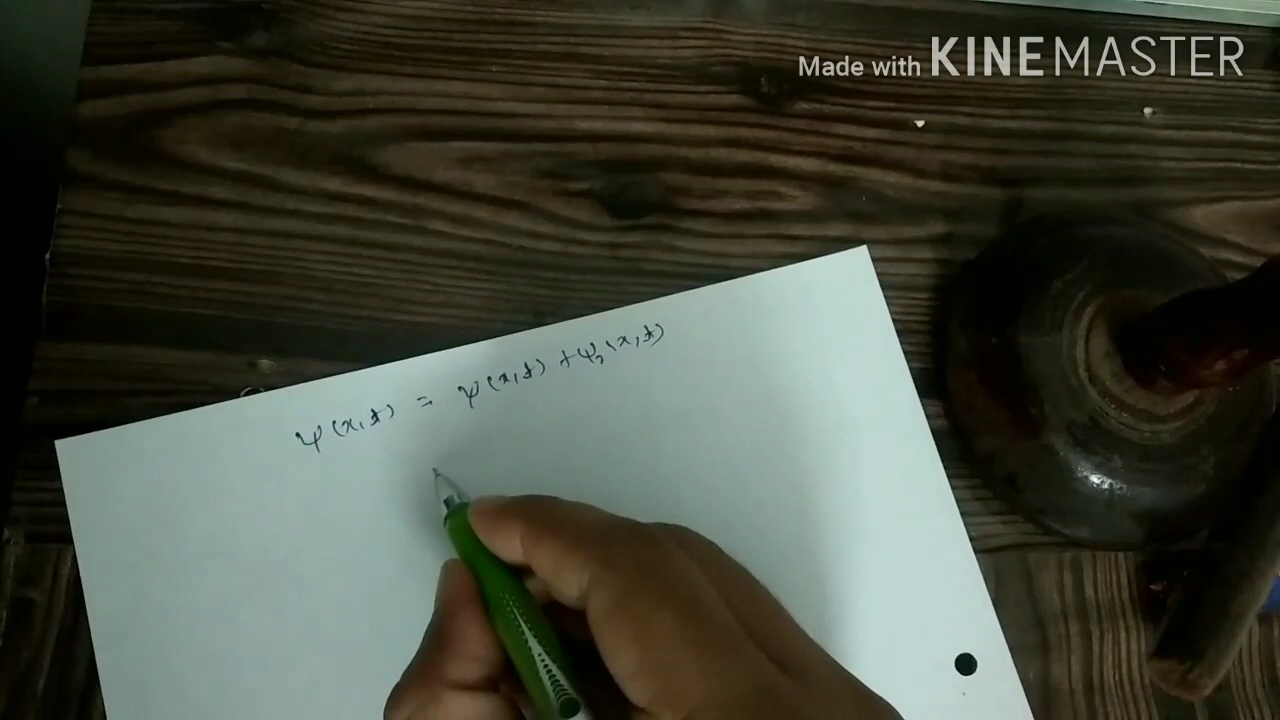 Made with KINEMASTER
ψ(x,t) = ψ(x,t) + ψ₂(x,t)